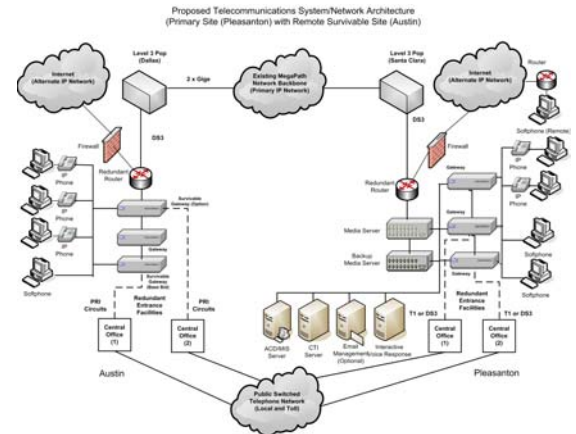 Proposed Telecommunications System/Network Architecture
(Primary Site (Pleasanton) with Remote Survivable Site (Austin)
Internet
(Alternate IP Network)
Level 3 Pop
(Dallas)
2 x Gige
Existing MegaPath
Network Backbone
(Primary IP Network)
Level 3 Pop
(Santa Clara)
Internet
(Alternate IP Network)
Router
Softphone (Remote)
Firewall
DS3
Redundant
Router
IP
Phone
IP
Phone
IP
Phone
Softphone
Survivable
Gateway (Option)
Gateway
Survivable
Gateway (Base Bid)
PRI
Circuits
Redundant
Entrance
Facilities
PRI
Circuits
Central
Office
(1)
Central
Office
(2)
Austin
DS3
Firewall
Redundant
Router
Gateway
Gateway
Gateway
Media Server
Backup
Media Server
IP
Phone
IP
Phone
Softphone
Softphone
ACD/MIS
Server
CTI
Server
Email
Management
(Optional)
Interactive
Voice Response
Redundant
Entrance
Facilities
T1 or DS3
T1 or DS3
Central
Office
(1)
Central
Office
(2)
Pleasanton
Public Switched
Telephone Network
(Local and Toll)